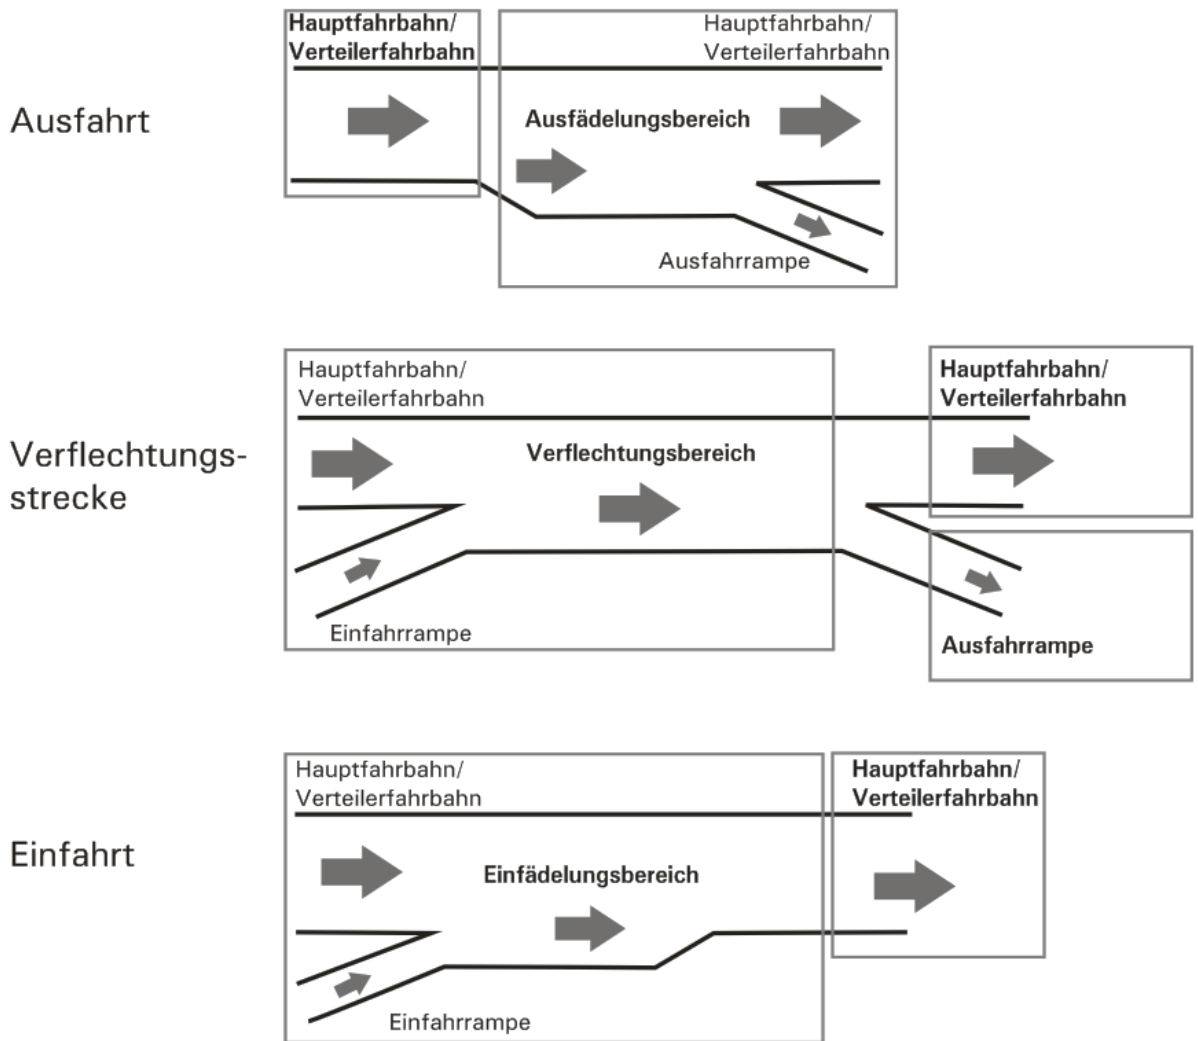 Ausfahrt
Hauptfahrbahn/
Verteilerfahrbahn
Hauptfahrbahn/
Verteilerfahrbahn
Ausfädelungsbereich
Ausfahrrampe
Verflechtungs-
strecke
Hauptfahrbahn/
Verteilerfahrbahn
Verflechtungsbereich
Einfahrrampe
Hauptfahrbahn/
Verteilerfahrbahn
Ausfahrrampe
Einfahrt
Hauptfahrbahn/
Verteilerfahrbahn
Einfädelungsbereich
Einfahrrampe
Hauptfahrbahn/
Verteilerfahrbahn